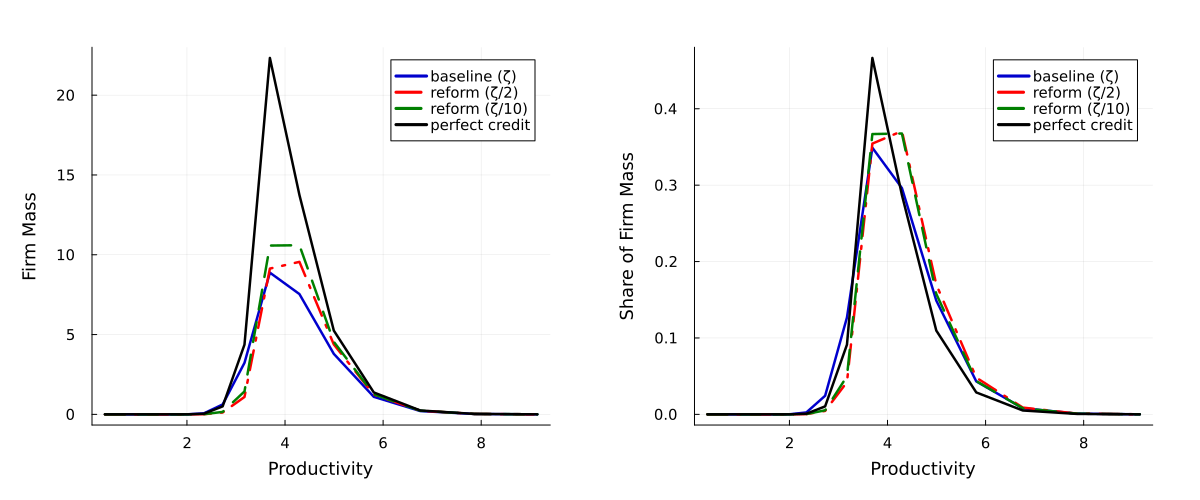 Firm Mass
20
15
10
5
0
2
4
6
8
Productivity
baseline (ζ)
reform (ζ/2)
reform (ζ/10)
perfect credit
Share of Firm Mass
0.4
0.3
0.2
0.1
0.0
2
4
6
8
Productivity
baseline (ζ)
reform (ζ/2)
reform (ζ/10)
perfect credit